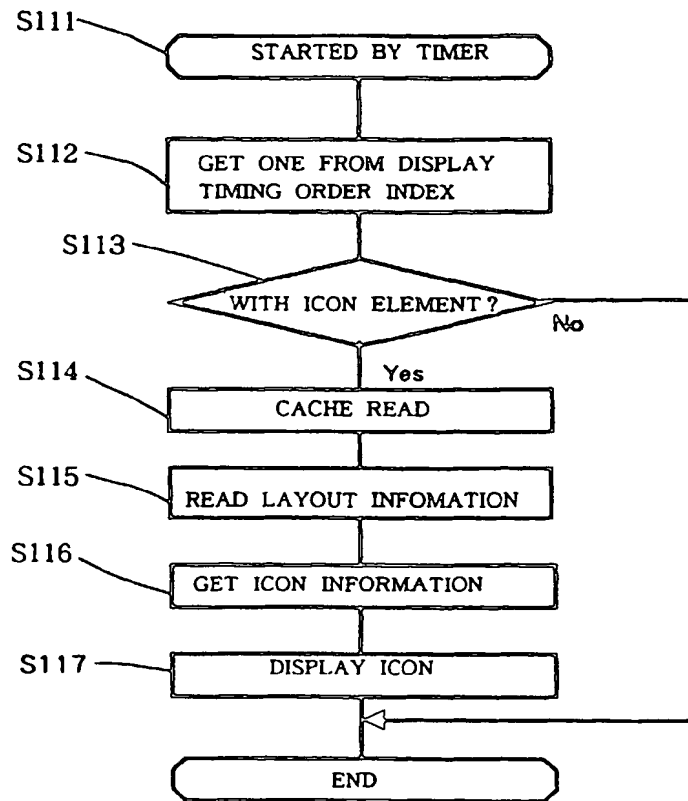 S111
STARTED BY TIMER
S112
GET ONE FROM DISPLAY
TIMING ORDER INDEX
S113
WITH ICON ELEMENT?
No
Yes
S114
CACHE READ
S115
READ LAYOUT INFOMATION
S116
GET ICON INFORMATION
S117
DISPLAY ICON
END